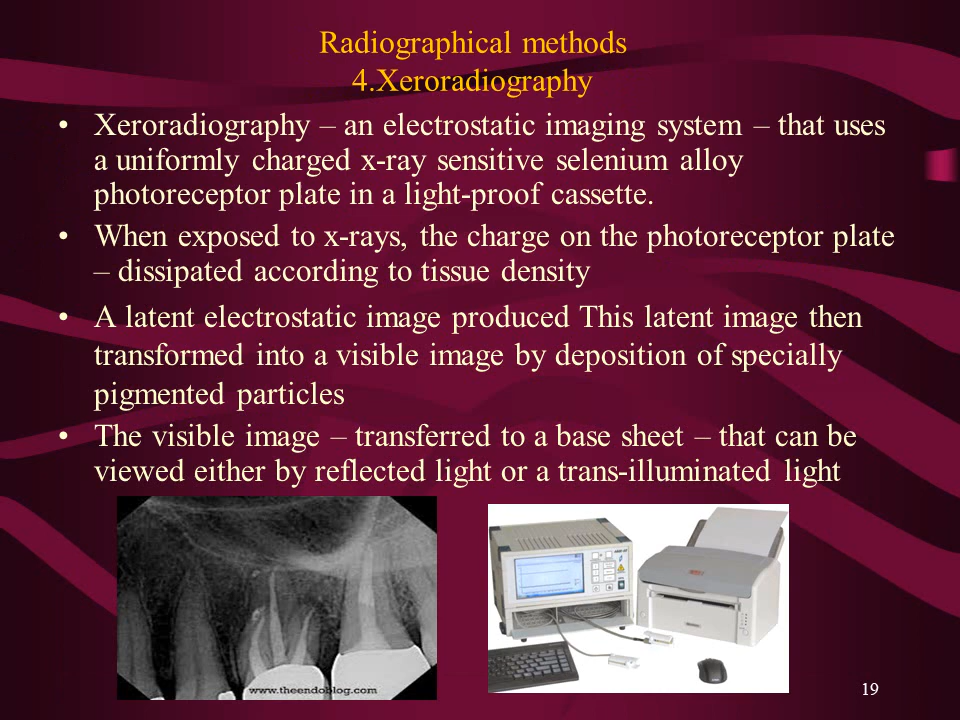 Radiographical methods
4.Xeroradiography
• Xeroradiography – an electrostatic imaging system – that uses
a uniformly charged x-ray sensitive selenium alloy
photoreceptor plate in a light-proof cassette.
• When exposed to x-rays, the charge on the photoreceptor plate
– dissipated according to tissue density
• A latent electrostatic image produced This latent image then
transformed into a visible image by deposition of specially
pigmented particles
• The visible image – transferred to a base sheet – that can be
viewed either by reflected light or a trans-illuminated light
www.theendoblog.com
19